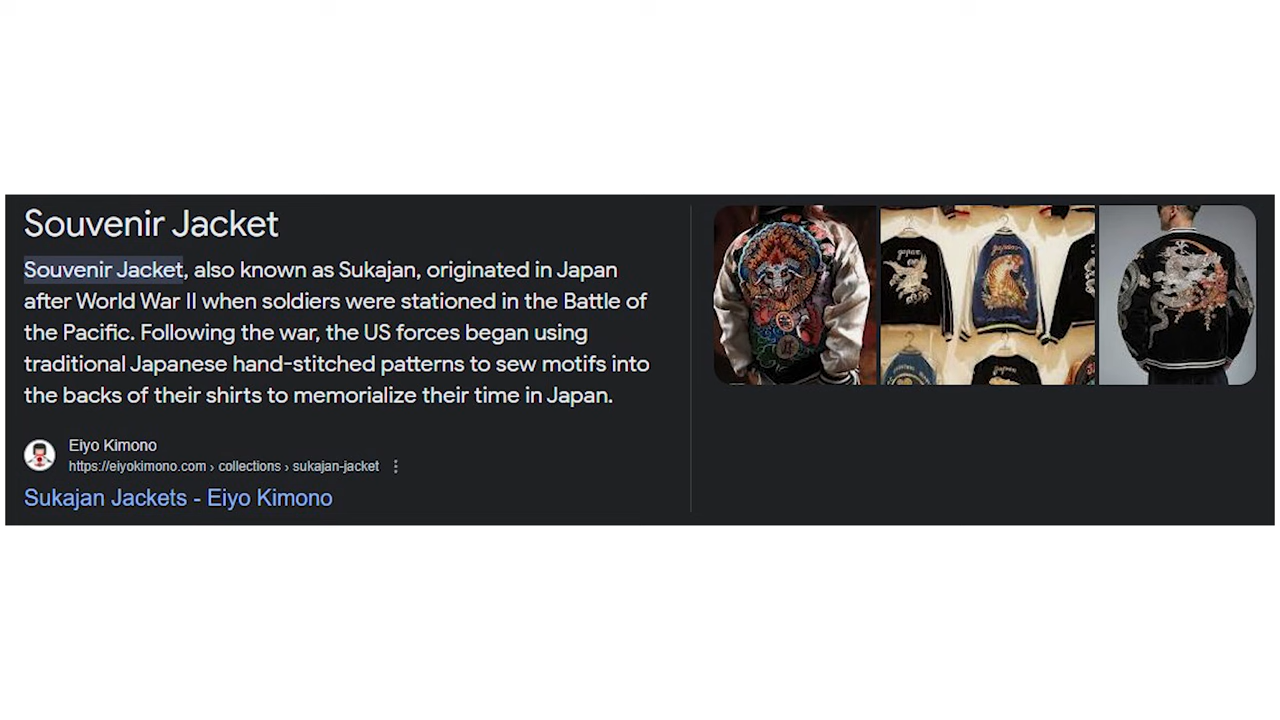 Souvenir Jacket
Souvenir Jacket, also known as Sukajan, originated in Japan
after World War II when soldiers were stationed in the Battle of
the Pacific. Following the war, the US forces began using
traditional Japanese hand-stitched patterns to sew motifs into
the backs of their shirts to memorialize their time in Japan.
Eiyo Kimono
https://eiyokimono.com › collections › sukajan-jacket
Sukajan Jackets - Eiyo Kimono
Japan
Japan